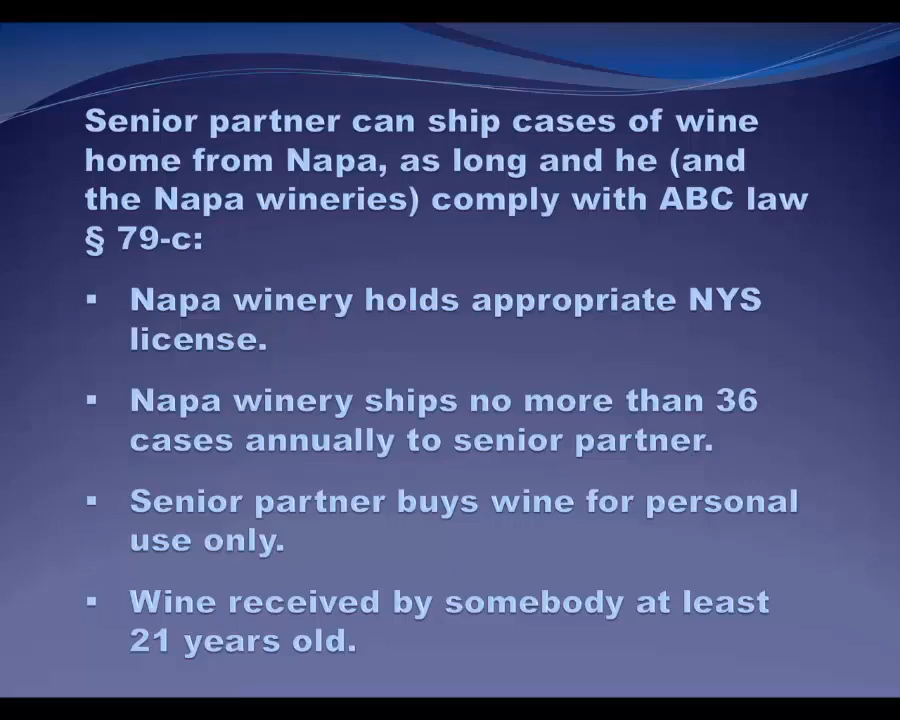 Senior partner can ship cases of wine
home from Napa, as long and he (and
the Napa wineries) comply with ABC law
§ 79-c:
▪ Napa winery holds appropriate NYS
license.
▪ Napa winery ships no more than 36
cases annually to senior partner.
▪ Senior partner buys wine for personal
use only.
▪ Wine received by somebody at least
21 years old.